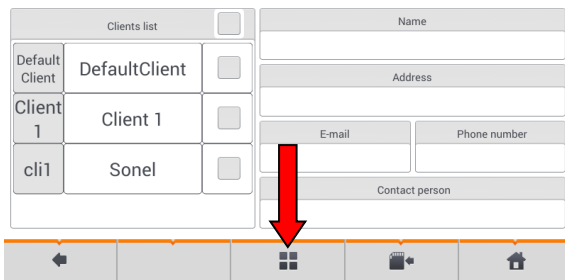 Clients list
Default
Client
DefaultClient
Client
1
Client 1
cli1
Sonel
Name
Address
E-mail
Phone number
Contact person